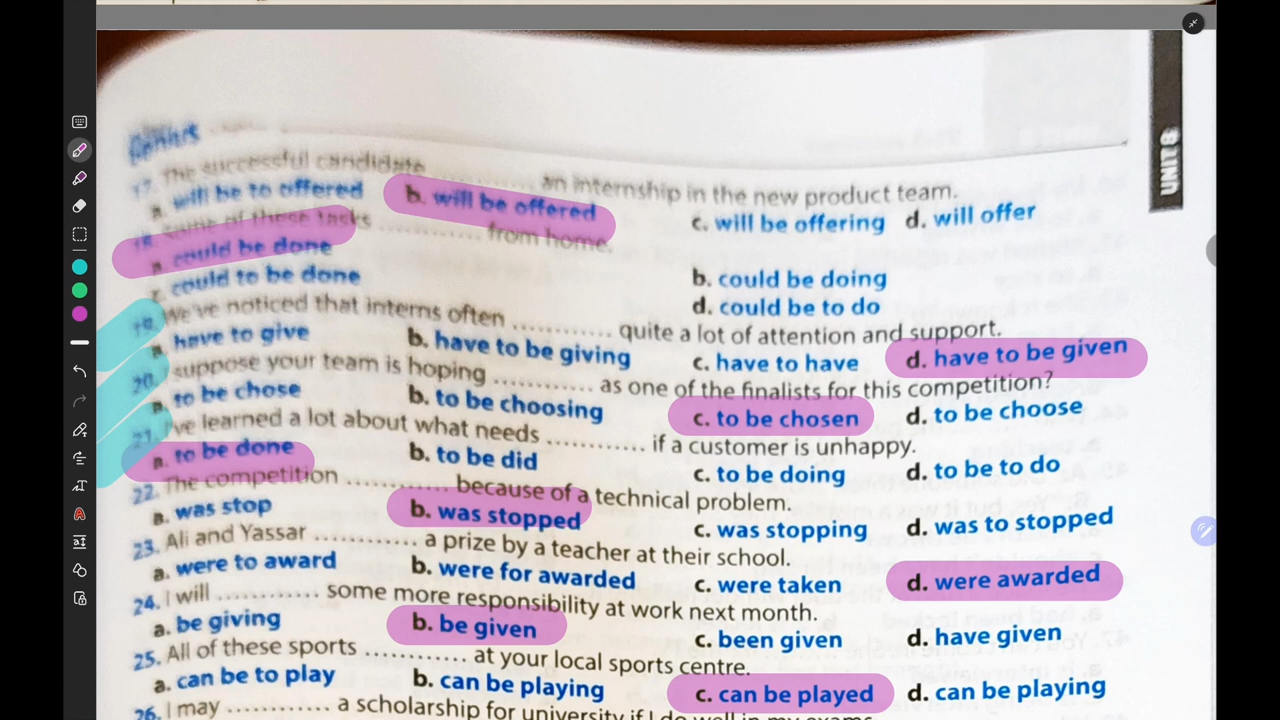 Genius
UNIT 8
17. The successful candidate ............ an internship in the new product team.
a. will be to offered b. will be offered c. will be offering d. will offer
18. Some of these tasks ............ from home.
a. could be done b. could be doing
c. could to be done d. could be to do
19. We've noticed that interns often ............ quite a lot of attention and support.
a. have to give b. have to be giving c. have to have d. have to be given
20. I suppose your team is hoping ............ as one of the finalists for this competition?
a. to be chose b. to be choosing c. to be chosen d. to be choose
21. I've learned a lot about what needs ............ if a customer is unhappy.
a. to be done b. to be did c. to be doing d. to be to do
22. The competition ............ because of a technical problem.
a. was stop b. was stopped c. was stopping d. was to stopped
23. Ali and Yassar ............ a prize by a teacher at their school.
a. were to award b. were for awarded c. were taken d. were awarded
24. I will ............ some more responsibility at work next month.
a. be giving b. be given c. been given d. have given
25. All of these sports ............ at your local sports centre.
a. can be to play b. can be playing c. can be played d. can be playing
26. I may ............ a scholarship for university if I do well in my exams.